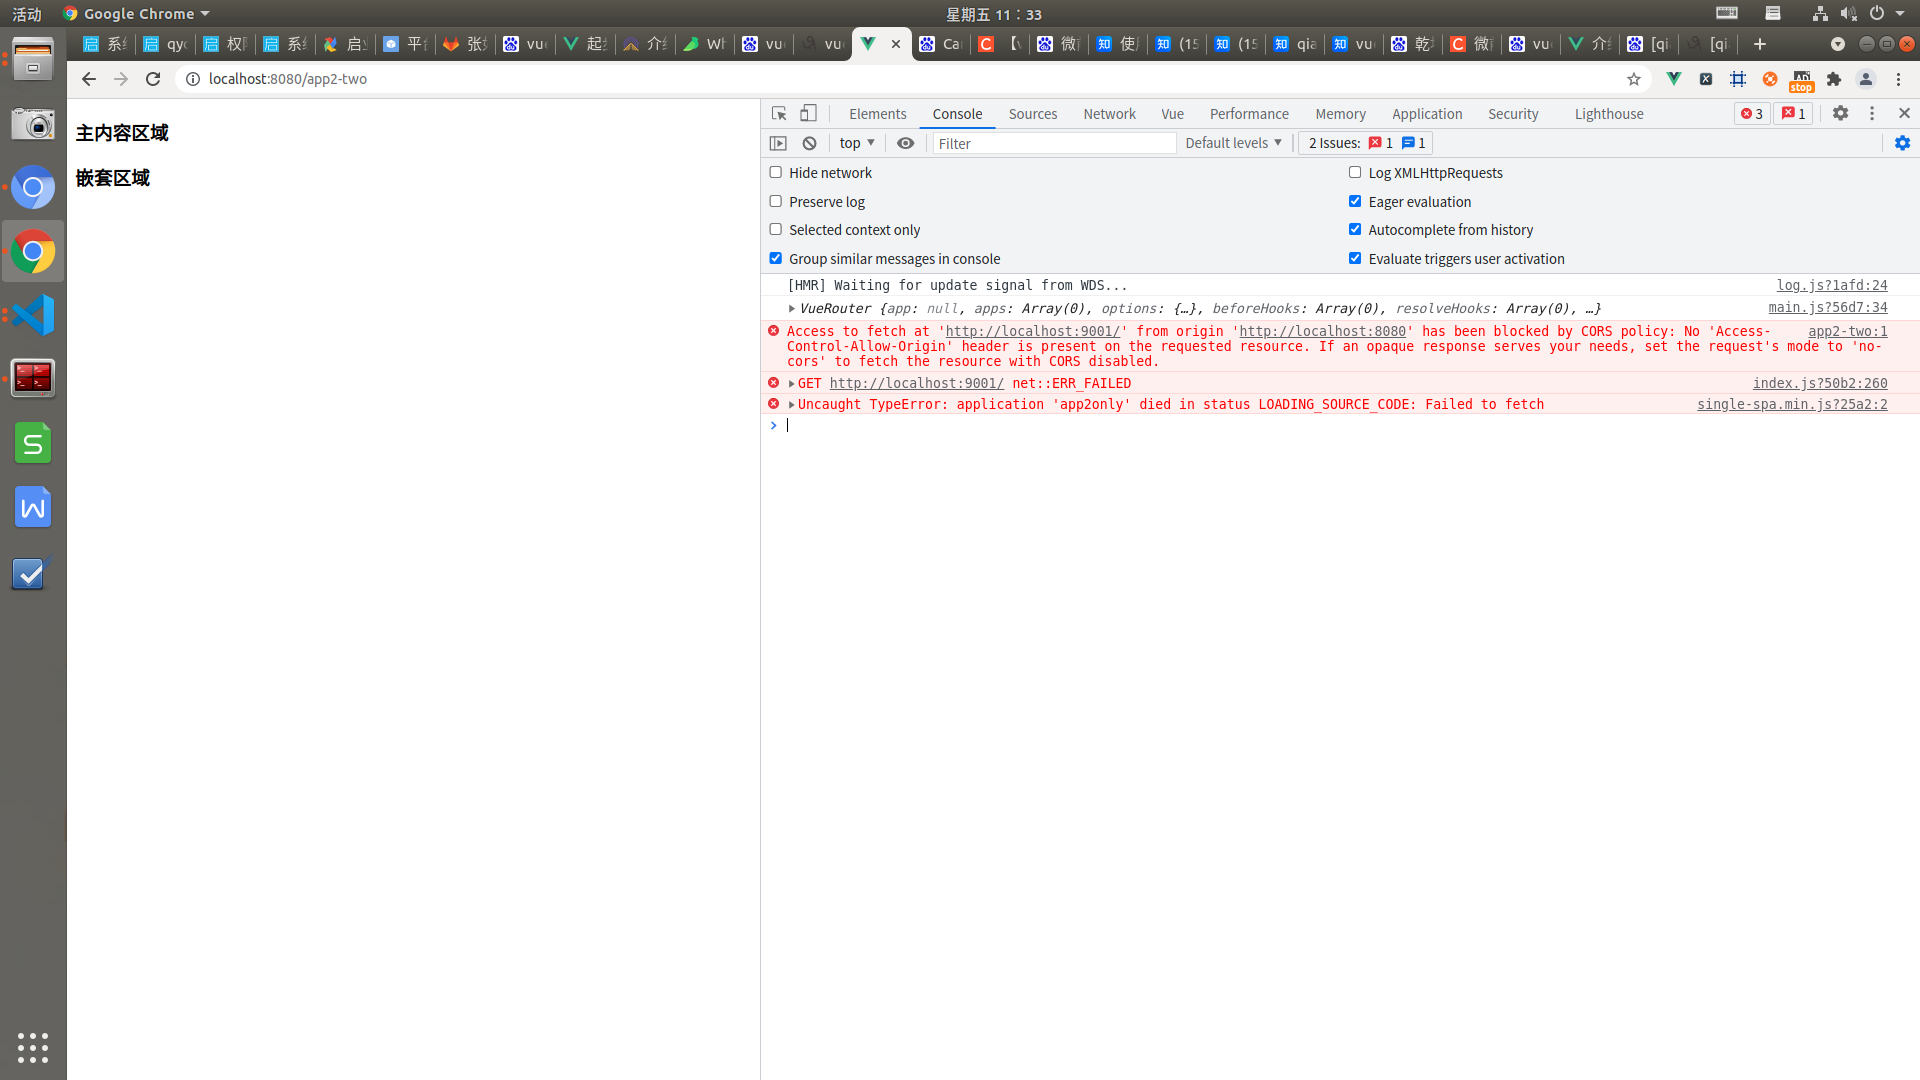 活动
Google Chrome
星期五 11：33
系
qy
权
系
启
平
张
vue
起
介
Wh
vue
vue
Ca
【v
微
使
(15
(15
qia
vue
乾
微
vue
介
[qi
[qi
localhost:8080/app2-two
stop
主内容区域
嵌套区域
Elements
Console
Sources
Network
Vue
Performance
Memory
Application
Security
Lighthouse
3
1
top
Filter
Default levels
2 Issues: 1 1
Hide network
Log XMLHttpRequests
Preserve log
Eager evaluation
Selected context only
Autocomplete from history
Group similar messages in console
Evaluate triggers user activation
[HMR] Waiting for update signal from WDS...
log.js?1afd:24
VueRouter {app: null, apps: Array(0), options: {…}, beforeHooks: Array(0), resolveHooks: Array(0), …}
main.js?56d7:34
Access to fetch at 'http://localhost:9001/' from origin 'http://localhost:8080' has been blocked by CORS policy: No 'Access-
app2-two:1
Control-Allow-Origin' header is present on the requested resource. If an opaque response serves your needs, set the request's mode to 'no-
cors' to fetch the resource with CORS disabled.
GET http://localhost:9001/ net::ERR_FAILED
index.js?50b2:260
Uncaught TypeError: application 'app2only' died in status LOADING_SOURCE_CODE: Failed to fetch
single-spa.min.js?25a2:2